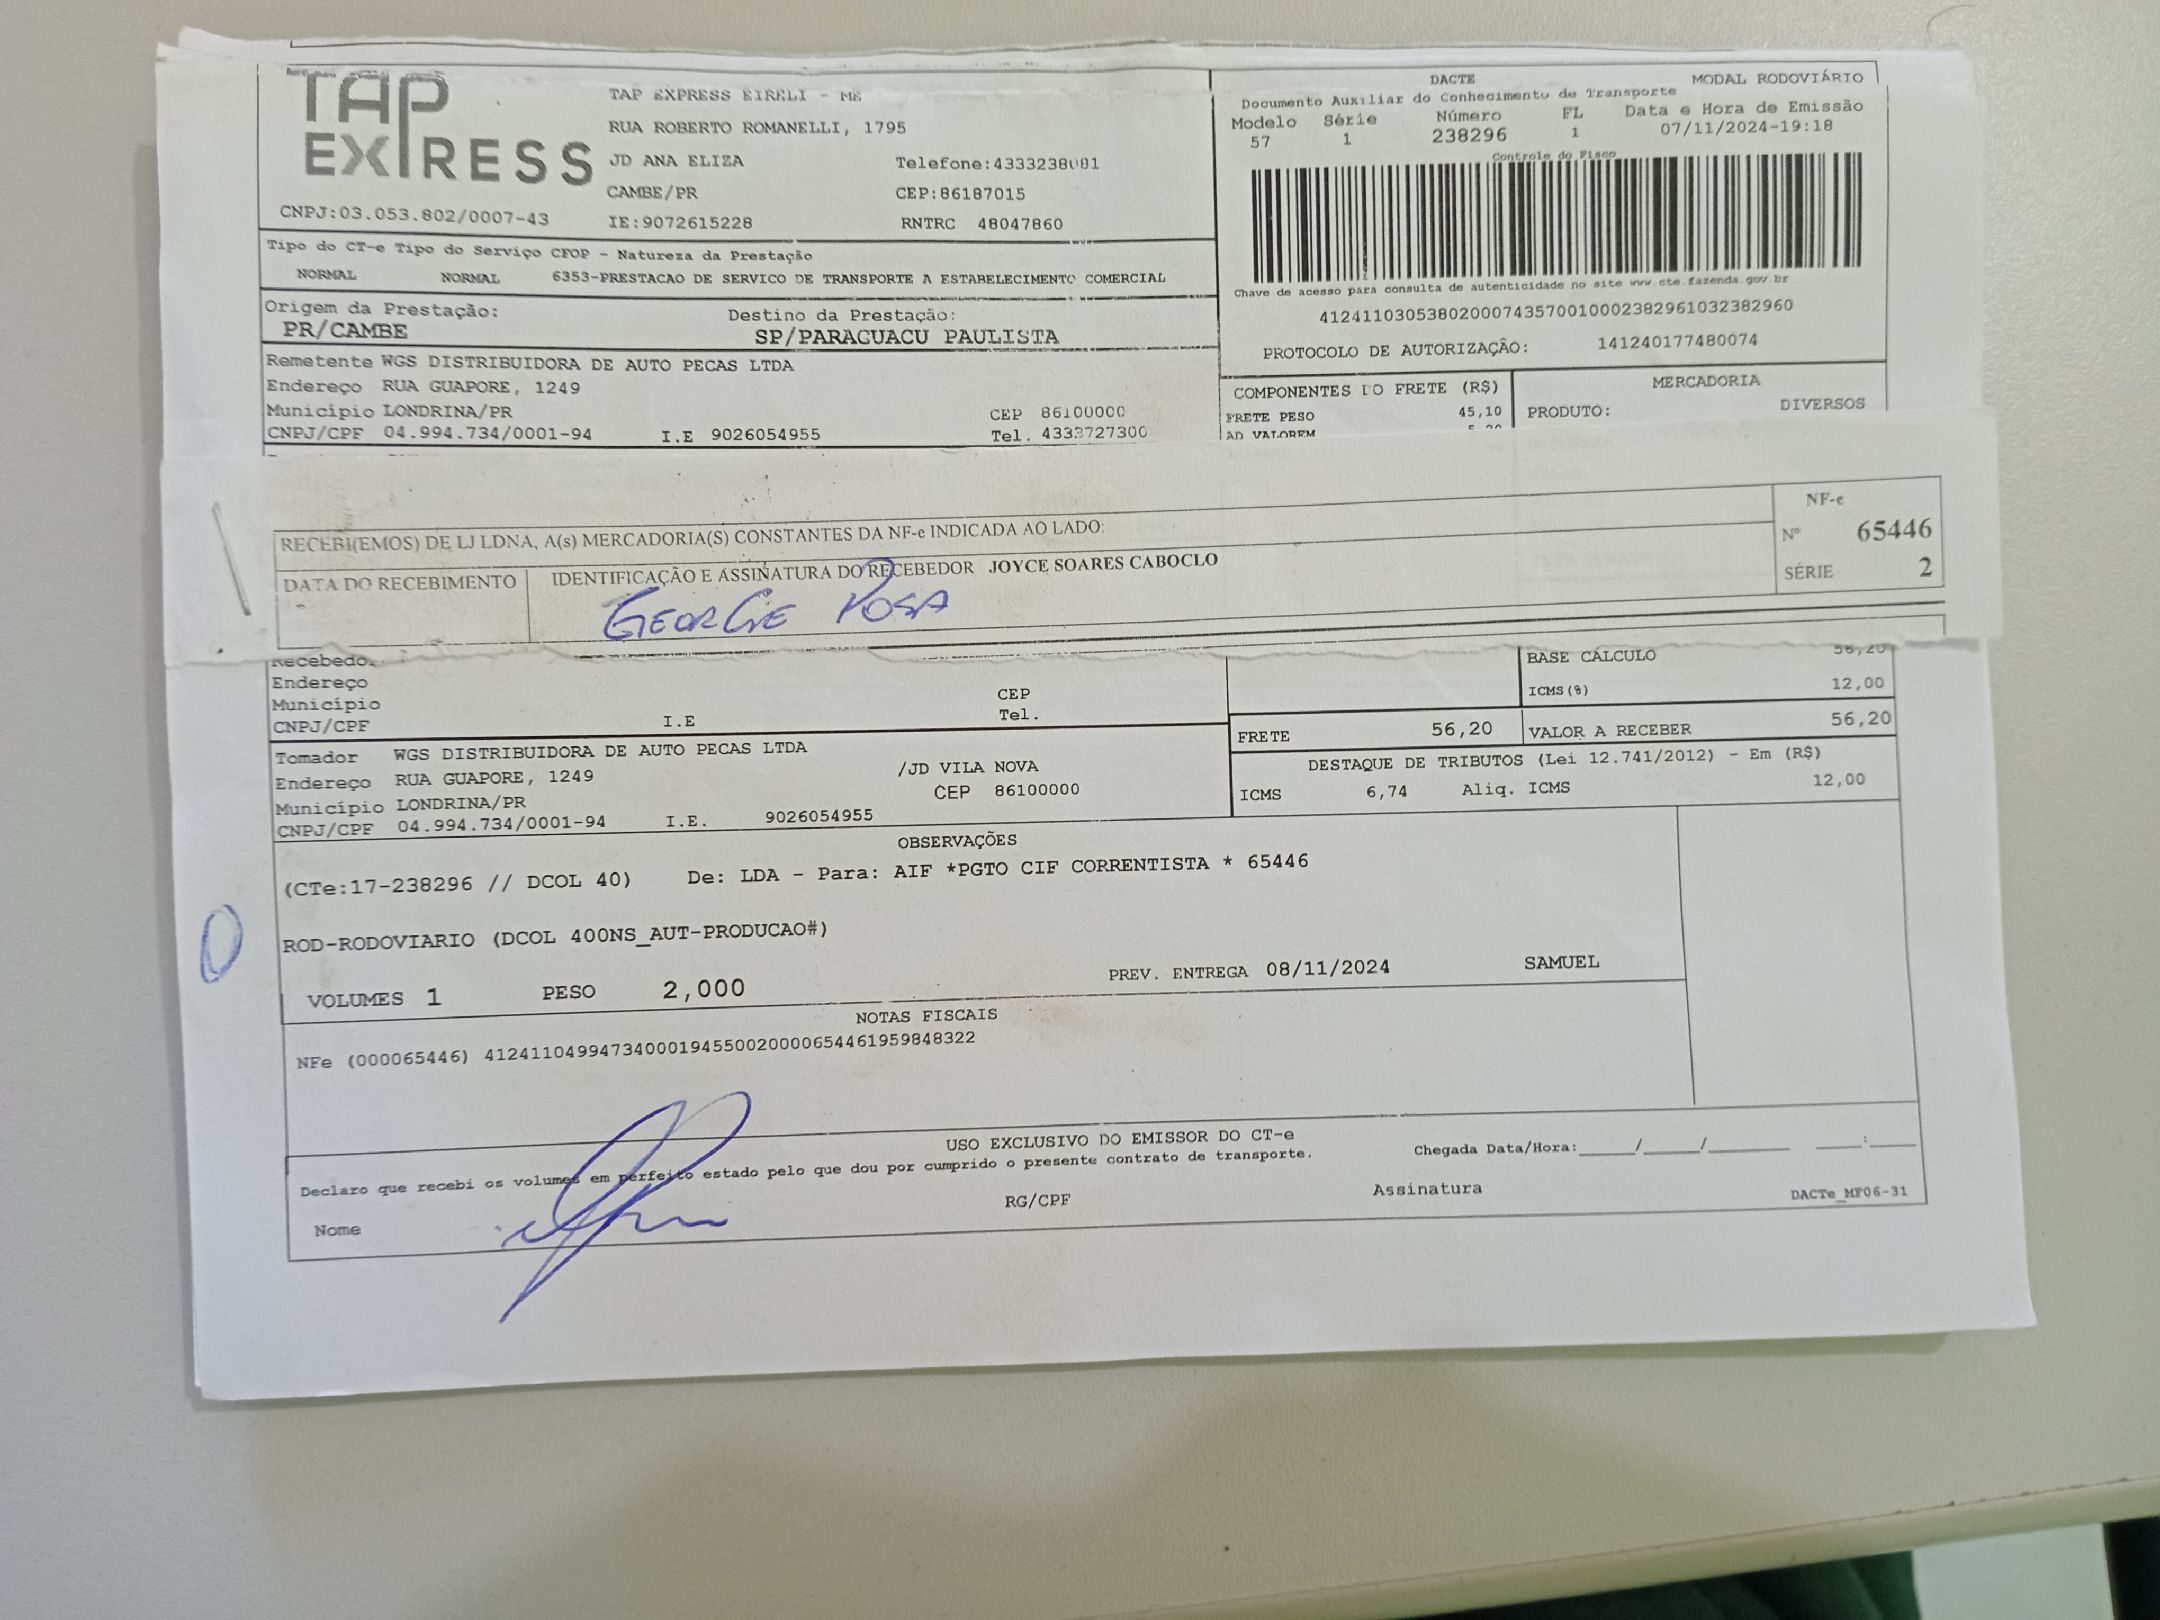 TAP
EXPRESS
CNPJ:03.053.802/0007-43
TAP EXPRESS EIRELI - ME
RUA ROBERTO ROMANELLI, 1795
JD ANA ELIZA Telefone:4333238081
CAMBE/PR CEP:86187015
IE:9072615228 RNTRC 48047860
DACTE MODAL RODOVIÁRIO
Documento Auxiliar do Conhecimento de Transporte
Modelo Série Número FL Data e Hora de Emissão
57 1 238296 1 07/11/2024-19:18
Controle do Fisco
Chave de acesso para consulta de autenticidade no site www.cte.fazenda.gov.br
41241103053802000743570010002382961032382960
PROTOCOLO DE AUTORIZAÇÃO: 141240177480074
Tipo do CT-e Tipo do Serviço CFOP - Natureza da Prestação
NORMAL NORMAL 6353-PRESTACAO DE SERVICO DE TRANSPORTE A ESTABELECIMENTO COMERCIAL
Origem da Prestação: Destino da Prestação:
PR/CAMBE SP/PARAGUACU PAULISTA
Remetente WGS DISTRIBUIDORA DE AUTO PECAS LTDA
Endereço RUA GUAPORE, 1249
Município LONDRINA/PR CEP 86100000
CNPJ/CPF 04.994.734/0001-94 I.E 9026054955 Tel. 4333727300
COMPONENTES DO FRETE (R$) MERCADORIA
FRETE PESO 45,10 PRODUTO: DIVERSOS
AD VALOREM
RECEBI(EMOS) DE LJ LDNA, A(s) MERCADORIA(S) CONSTANTES DA NF-e INDICADA AO LADO:
DATA DO RECEBIMENTO IDENTIFICAÇÃO E ASSINATURA DO RECEBEDOR JOYCE SOARES CABOCLO
GEORGE ROSA
NF-e
Nº 65446
SÉRIE 2
Recebedo
Endereço
Município CEP
CNPJ/CPF I.E Tel.
BASE CÁLCULO 56,20
ICMS(%) 12,00
FRETE 56,20 VALOR A RECEBER 56,20
DESTAQUE DE TRIBUTOS (Lei 12.741/2012) - Em (R$)
ICMS 6,74 Aliq. ICMS 12,00
Tomador WGS DISTRIBUIDORA DE AUTO PECAS LTDA
Endereço RUA GUAPORE, 1249 /JD VILA NOVA
Município LONDRINA/PR CEP 86100000
CNPJ/CPF 04.994.734/0001-94 I.E. 9026054955
OBSERVAÇÕES
(CTe:17-238296 // DCOL 40) De: LDA - Para: AIF *PGTO CIF CORRENTISTA * 65446
ROD-RODOVIARIO (DCOL 400NS_AUT-PRODUCAO#)
VOLUMES 1 PESO 2,000 PREV. ENTREGA 08/11/2024 SAMUEL
NOTAS FISCAIS
NFe (000065446) 41241104994734000194550020000654461959848322
USO EXCLUSIVO DO EMISSOR DO CT-e
Declaro que recebi os volumes em perfeito estado pelo que dou por cumprido o presente contrato de transporte.
Chegada Data/Hora:_____/_____/_______ ____:____
Nome RG/CPF Assinatura DACTe_MF06-31